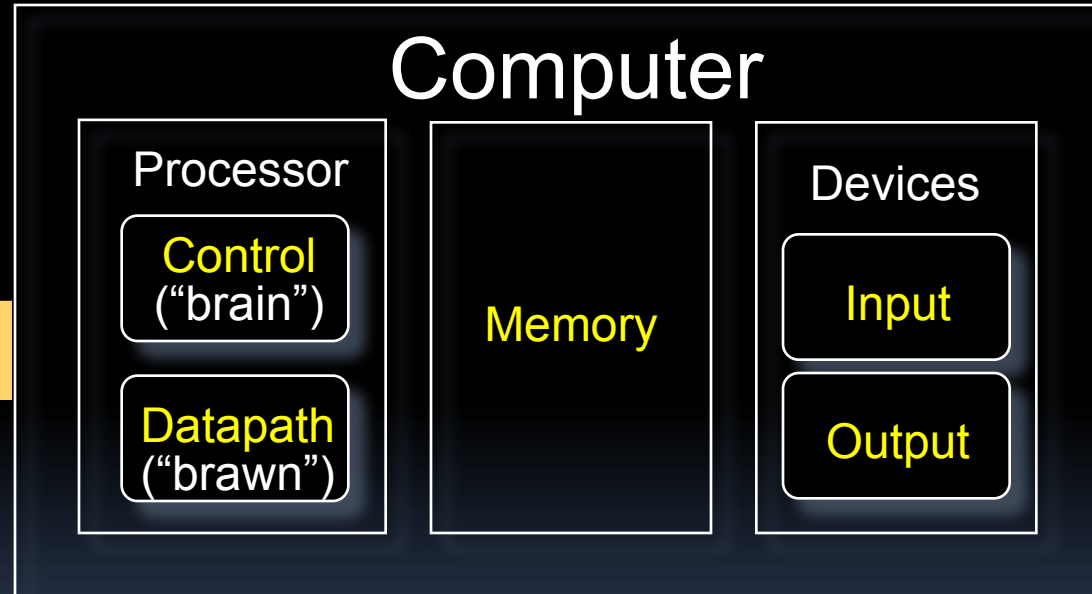 Computer
Processor
Control
(“brain”)
Datapath
(“brawn”)
Memory
Devices
Input
Output